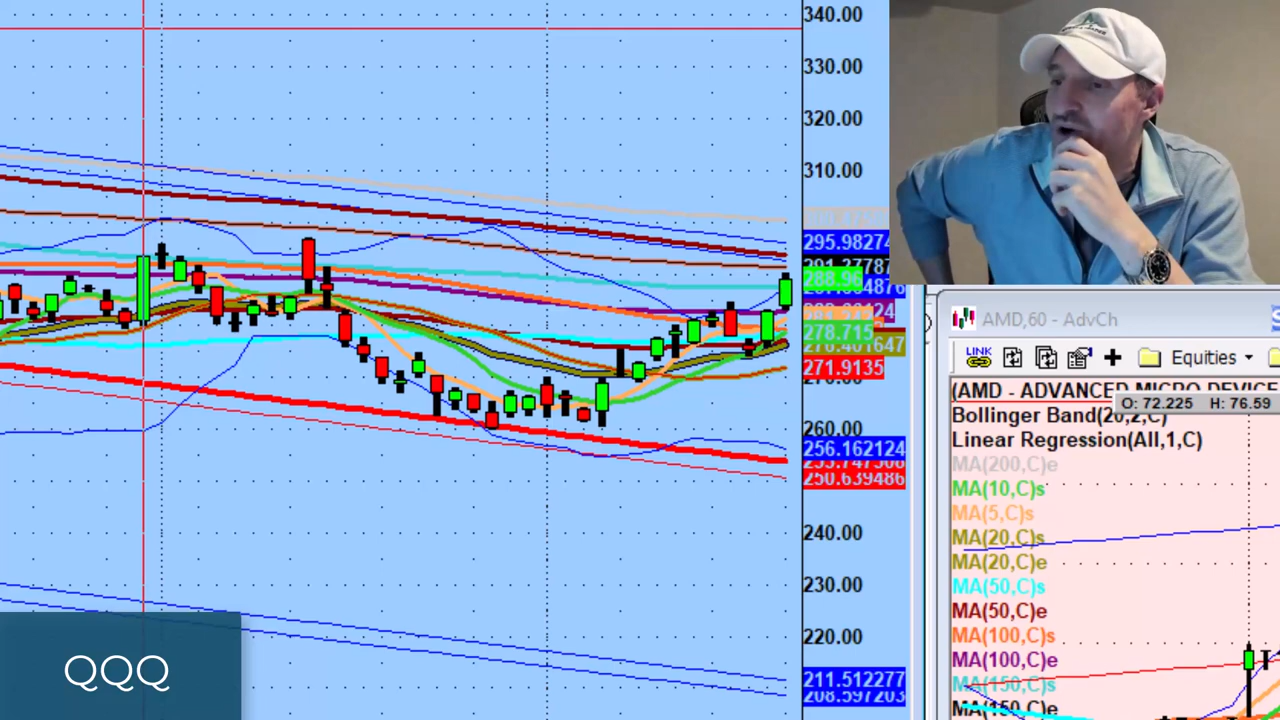 340.00
330.00
320.00
310.00
295.98274
288.96
278.715
271.9135
260.00
256.162124
250.639486
240.00
230.00
220.00
211.512277
208.597203
QQQ
AMD,60 - AdvCh
LINK
Equities
(AMD - ADVANCED MICRO DEVICE
O: 72.225 H: 76.59
Bollinger Band(20,2,C)
Linear Regression(All,1,C)
MA(200,C)e
MA(10,C)s
MA(5,C)s
MA(20,C)s
MA(20,C)e
MA(50,C)s
MA(50,C)e
MA(100,C)s
MA(100,C)e
MA(150,C)s
MA(150,C)e